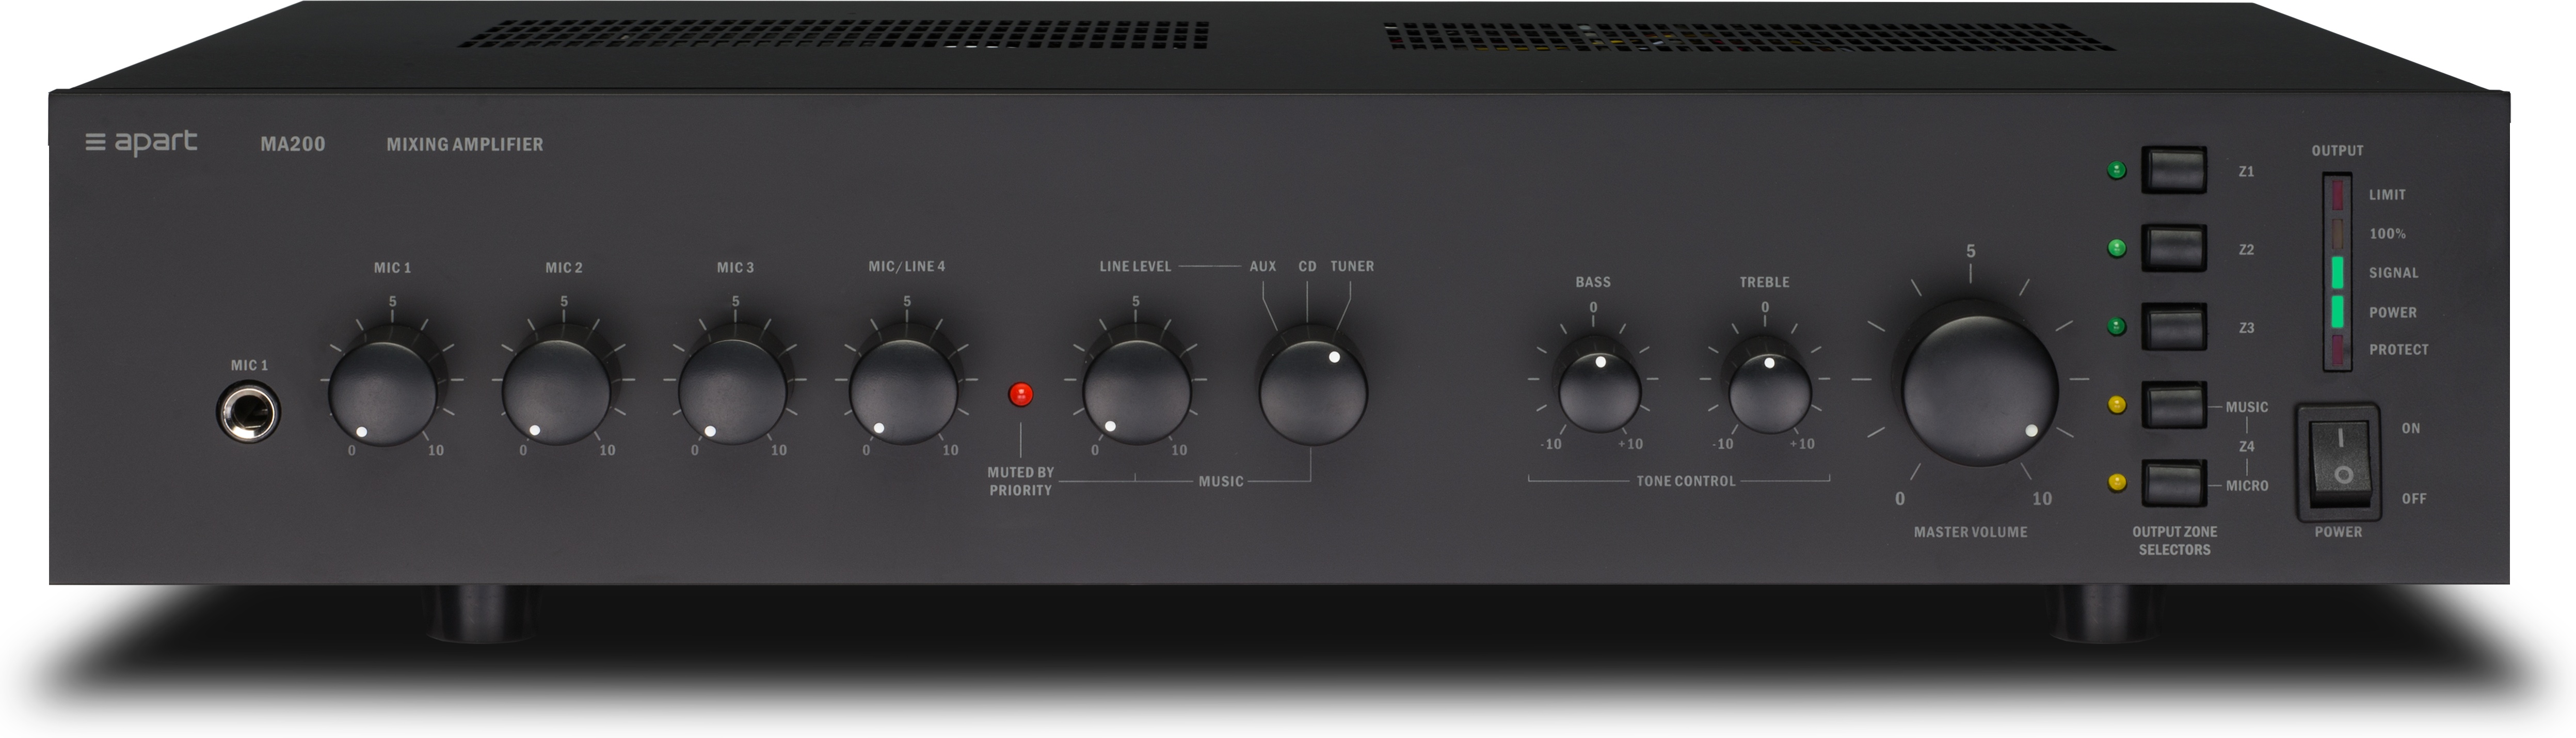 apart MA200 MIXING AMPLIFIER
MIC 1
MIC 1
5
0 10
MIC 2
5
0 10
MIC 3
5
0 10
MIC/LINE 4
5
0 10
MUTED BY
PRIORITY
LINE LEVEL
5
0 10
AUX CD TUNER
MUSIC
BASS
0
-10 +10
TREBLE
0
-10 +10
TONE CONTROL
5
0 10
MASTER VOLUME
Z1
Z2
Z3
MUSIC
Z4
MICRO
OUTPUT ZONE
SELECTORS
OUTPUT
LIMIT
100%
SIGNAL
POWER
PROTECT
ON
OFF
POWER